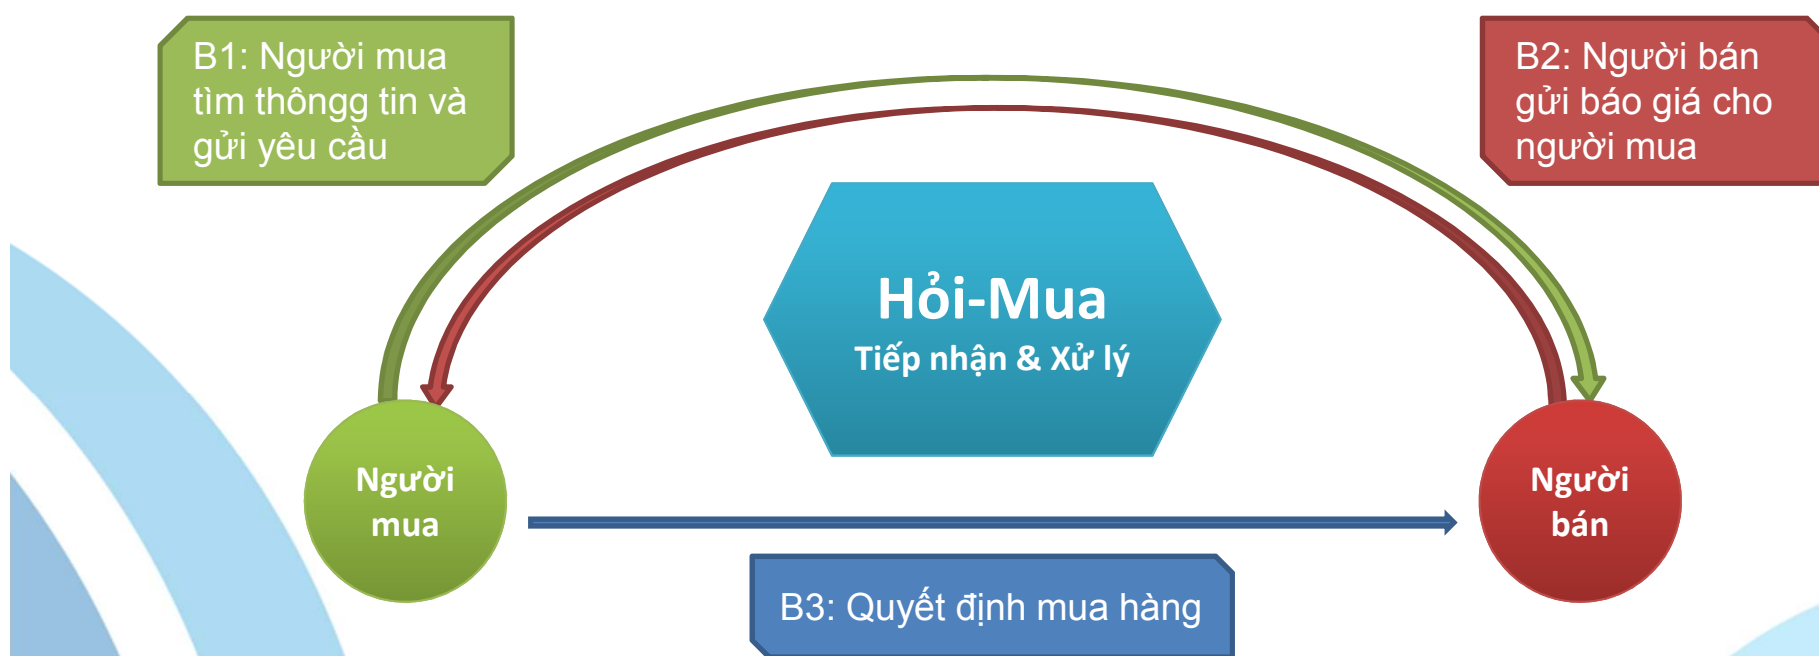 B1: Người mua
tìm thôngg tin và
gửi yêu cầu
B2: Người bán
gửi báo giá cho
người mua
Hỏi-Mua
Tiếp nhận & Xử lý
Người
mua
Người
bán
B3: Quyết định mua hàng